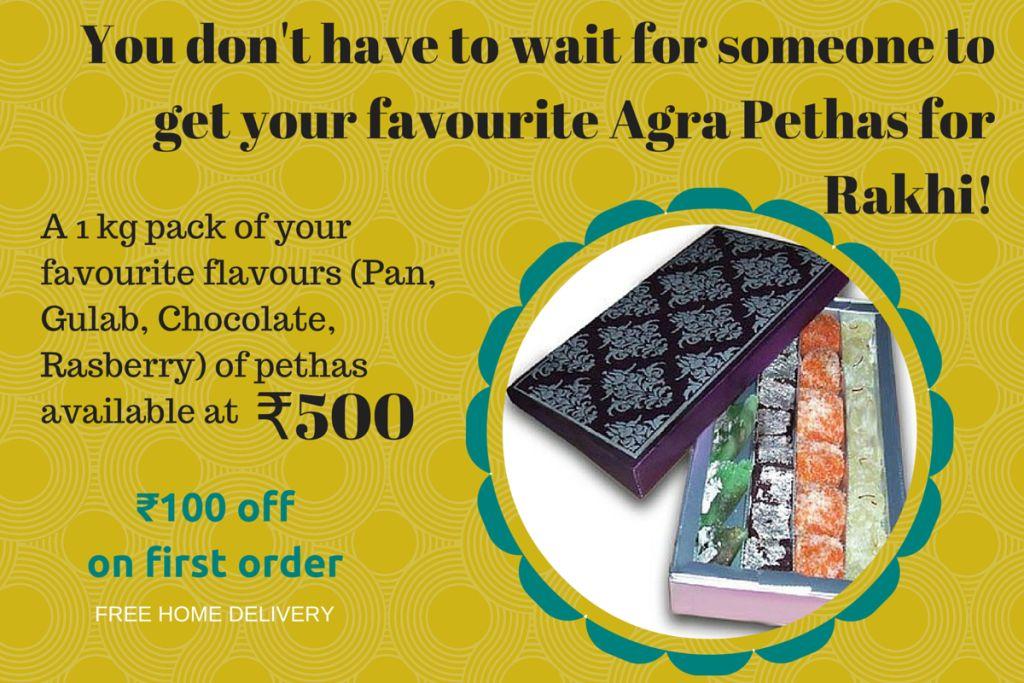 You don't have to wait for someone to
get your favourite Agra Pethas for
Rakhi!
A 1 kg pack of your
favourite flavours (Pan,
Gulab, Chocolate,
Rasberry) of pethas
available at ₹500
₹100 off
on first order
FREE HOME DELIVERY